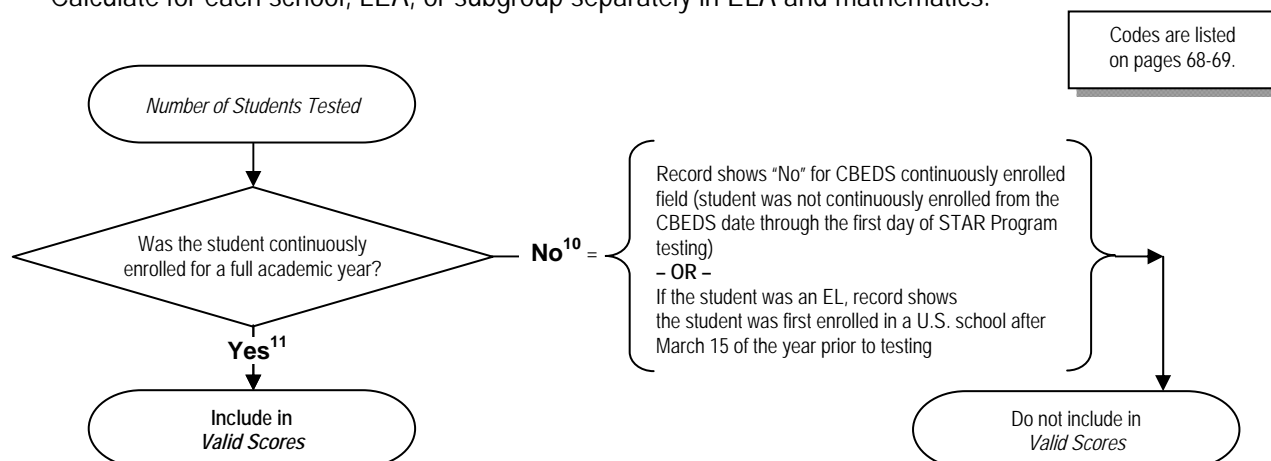 Calculate for each school, LEA, or subgroup separately in ELA and mathematics.
Codes are listed
on pages 68-69.
Number of Students Tested
Was the student continuously
enrolled for a full academic year?
No10 =
Record shows “No” for CBEDS continuously enrolled
field (student was not continuously enrolled from the
CBEDS date through the first day of STAR Program
testing)
– OR –
If the student was an EL, record shows
the student was first enrolled in a U.S. school after
March 15 of the year prior to testing
Yes11
Include in
Valid Scores
Do not include in
Valid Scores